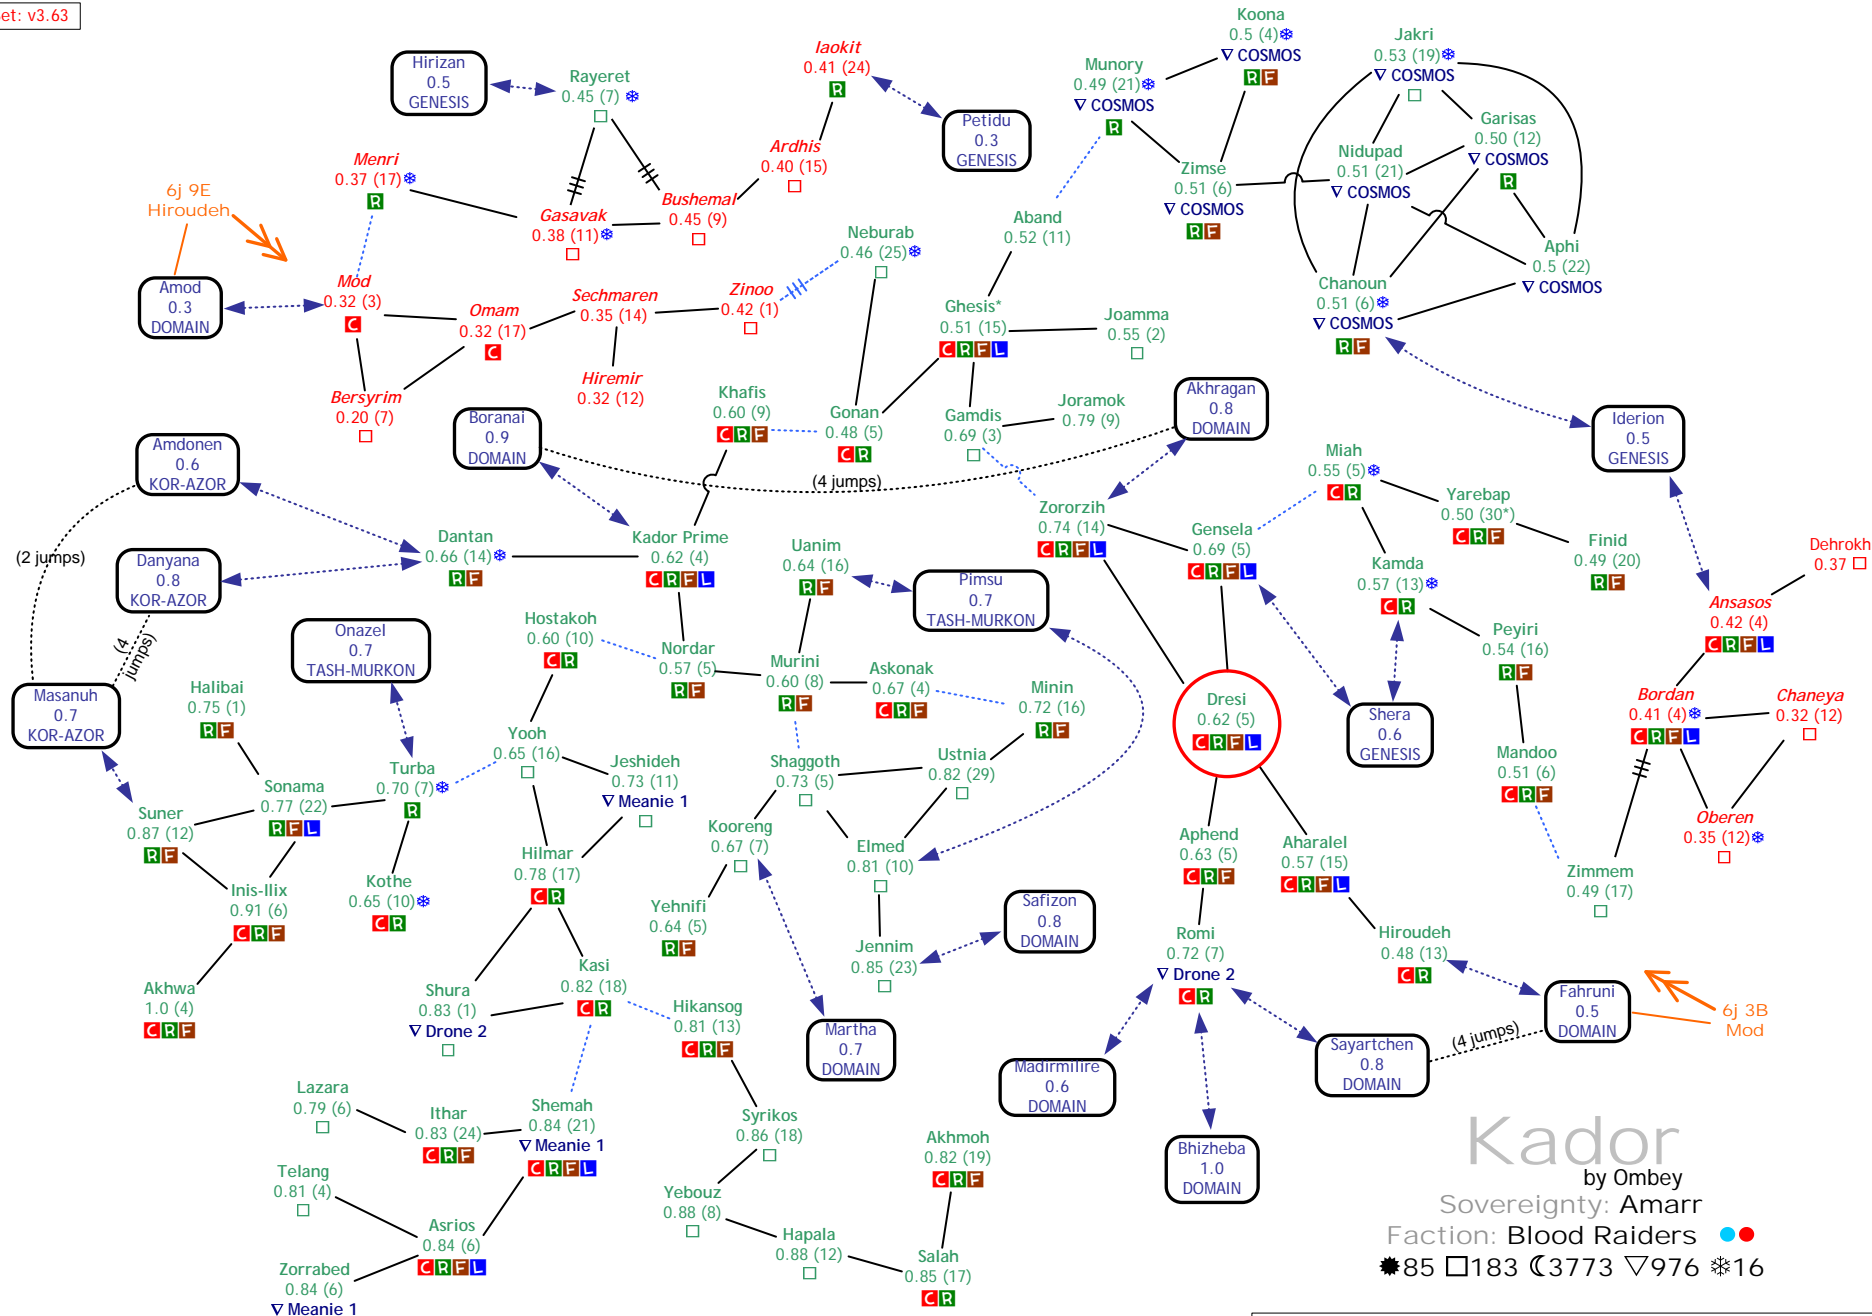 et: v3.63
Koona
0.5 (4)❄
∇ COSMOS
R F
Jakri
0.53 (19)❄
∇ COSMOS
Iaokit
0.41 (24)
R
Hirizan
0.5
GENESIS
Rayeret
0.45 (7) ❄
Munory
0.49 (21)❄
∇ COSMOS
R
Petidu
0.3
GENESIS
Garisas
0.50 (12)
∇ COSMOS
R
Ardhis
0.40 (15)
Menri
0.37 (17)❄
R
Nidupad
0.51 (21)
∇ COSMOS
Zimse
0.51 (6)
∇ COSMOS
R F
6j 9E
Hiroudeh
Gasavak
0.38 (11)❄
Bushemal
0.45 (9)
Aband
0.52 (11)
Neburab
0.46 (25)❄
Aphi
0.5 (22)
∇ COSMOS
Amod
0.3
DOMAIN
Mod
0.32 (3)
C
Omam
0.32 (17)
C
Sechmaren
0.35 (14)
Zinoo
0.42 (1)
Chanoun
0.51 (6)❄
∇ COSMOS
R F
Ghesis*
0.51 (15)
C R F L
Joamma
0.55 (2)
Hiremir
0.32 (12)
Bersyrim
0.20 (7)
Khafis
0.60 (9)
C R F
Akhragan
0.8
DOMAIN
Boranai
0.9
DOMAIN
Gonan
0.48 (5)
C R
Gamdis
0.69 (3)
Joramok
0.79 (9)
Iderion
0.5
GENESIS
Amdonen
0.6
KOR-AZOR
Miah
0.55 (5)❄
C R
(4 jumps)
Yarebap
0.50 (30*)
C R F
Zororzih
0.74 (14)
C R F L
Gensela
0.69 (5)
C R F L
Dantan
0.66 (14)❄
R F
Kador Prime
0.62 (4)
C R F L
Uanim
0.64 (16)
R F
Finid
0.49 (20)
R F
Dehrokh
0.37
(2 jumps)
Danyana
0.8
KOR-AZOR
Pimsu
0.7
TASH-MURKON
Kamda
0.57 (13)❄
C R
Ansasos
0.42 (4)
C R F L
Hostakoh
0.60 (10)
C R
Onazel
0.7
TASH-MURKON
(4
jumps)
Nordar
0.57 (5)
R F
Murini
0.60 (8)
R F
Askonak
0.67 (4)
C R F
Peyiri
0.54 (16)
R F
Masanuh
0.7
KOR-AZOR
Halibai
0.75 (1)
R F
Minin
0.72 (16)
R F
Dresi
0.62 (5)
C R F L
Shera
0.6
GENESIS
Bordan
0.41 (4)❄
C R F L
Chaneya
0.32 (12)
Yooh
0.65 (16)
Jeshideh
0.73 (11)
∇ Meanie 1
Shaggoth
0.73 (5)
Ustnia
0.82 (29)
Mandoo
0.51 (6)
C R F
Turba
0.70 (7)❄
R
Sonama
0.77 (22)
R F L
Suner
0.87 (12)
R F
Kooreng
0.67 (7)
Oberen
0.35 (12)❄
Aphend
0.63 (5)
C R F
Aharalel
0.57 (15)
C R F L
Elmed
0.81 (10)
Hilmar
0.78 (17)
C R
Zimmem
0.49 (17)
Kothe
0.65 (10)❄
C R
Inis-Ilix
0.91 (6)
C R F
Yehnifi
0.64 (5)
R F
Safizon
0.8
DOMAIN
Romi
0.72 (7)
∇ Drone 2
C R
Hiroudeh
0.48 (13)
C R
Jennim
0.85 (23)
Kasi
0.82 (18)
C R
Akhwa
1.0 (4)
C R F
Shura
0.83 (1)
∇ Drone 2
Hikansog
0.81 (13)
C R F
Fahruni
0.5
DOMAIN
6j 3B
Mod
Martha
0.7
DOMAIN
(4 jumps)
Sayartchen
0.8
DOMAIN
Madirmilire
0.6
DOMAIN
Lazara
0.79 (6)
Ithar
0.83 (24)
C R F
Shemah
0.84 (21)
∇ Meanie 1
C R F L
Syrikos
0.86 (18)
Akhmoh
0.82 (19)
C R F
Bhizheba
1.0
DOMAIN
Kador
by Ombey
Telang
0.81 (4)
Yebouz
0.88 (8)
Sovereignty: Amarr
Asrios
0.84 (6)
C R F L
Hapala
0.88 (12)
Faction: Blood Raiders
Salah
0.85 (17)
C R
Zorrabed
0.84 (6)
∇ Meanie 1
✹85 □183 ☾3773 ▽976 ❄16